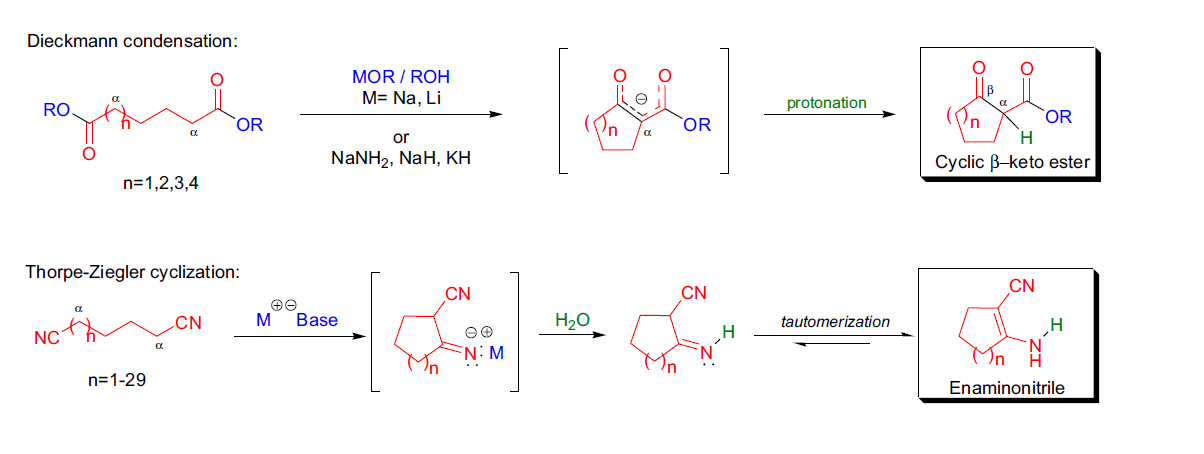 Dieckmann condensation:
RO
O
α
n
α
O
OR
n=1,2,3,4
MOR / ROH
M= Na, Li
or
NaNH2, NaH, KH
O
O
⊖
( )n
α
OR
protonation
O
O
β
α
( )n
OR
H
Cyclic β–keto ester
Thorpe-Ziegler cyclization:
NC
α
( )n
α
CN
n=1-29
⊕⊖
M Base
CN
⊖⊕
N: M
( )n
H2O
CN
H
N
( )n
tautomerization
CN
H
N
H
( )n
Enaminonitrile